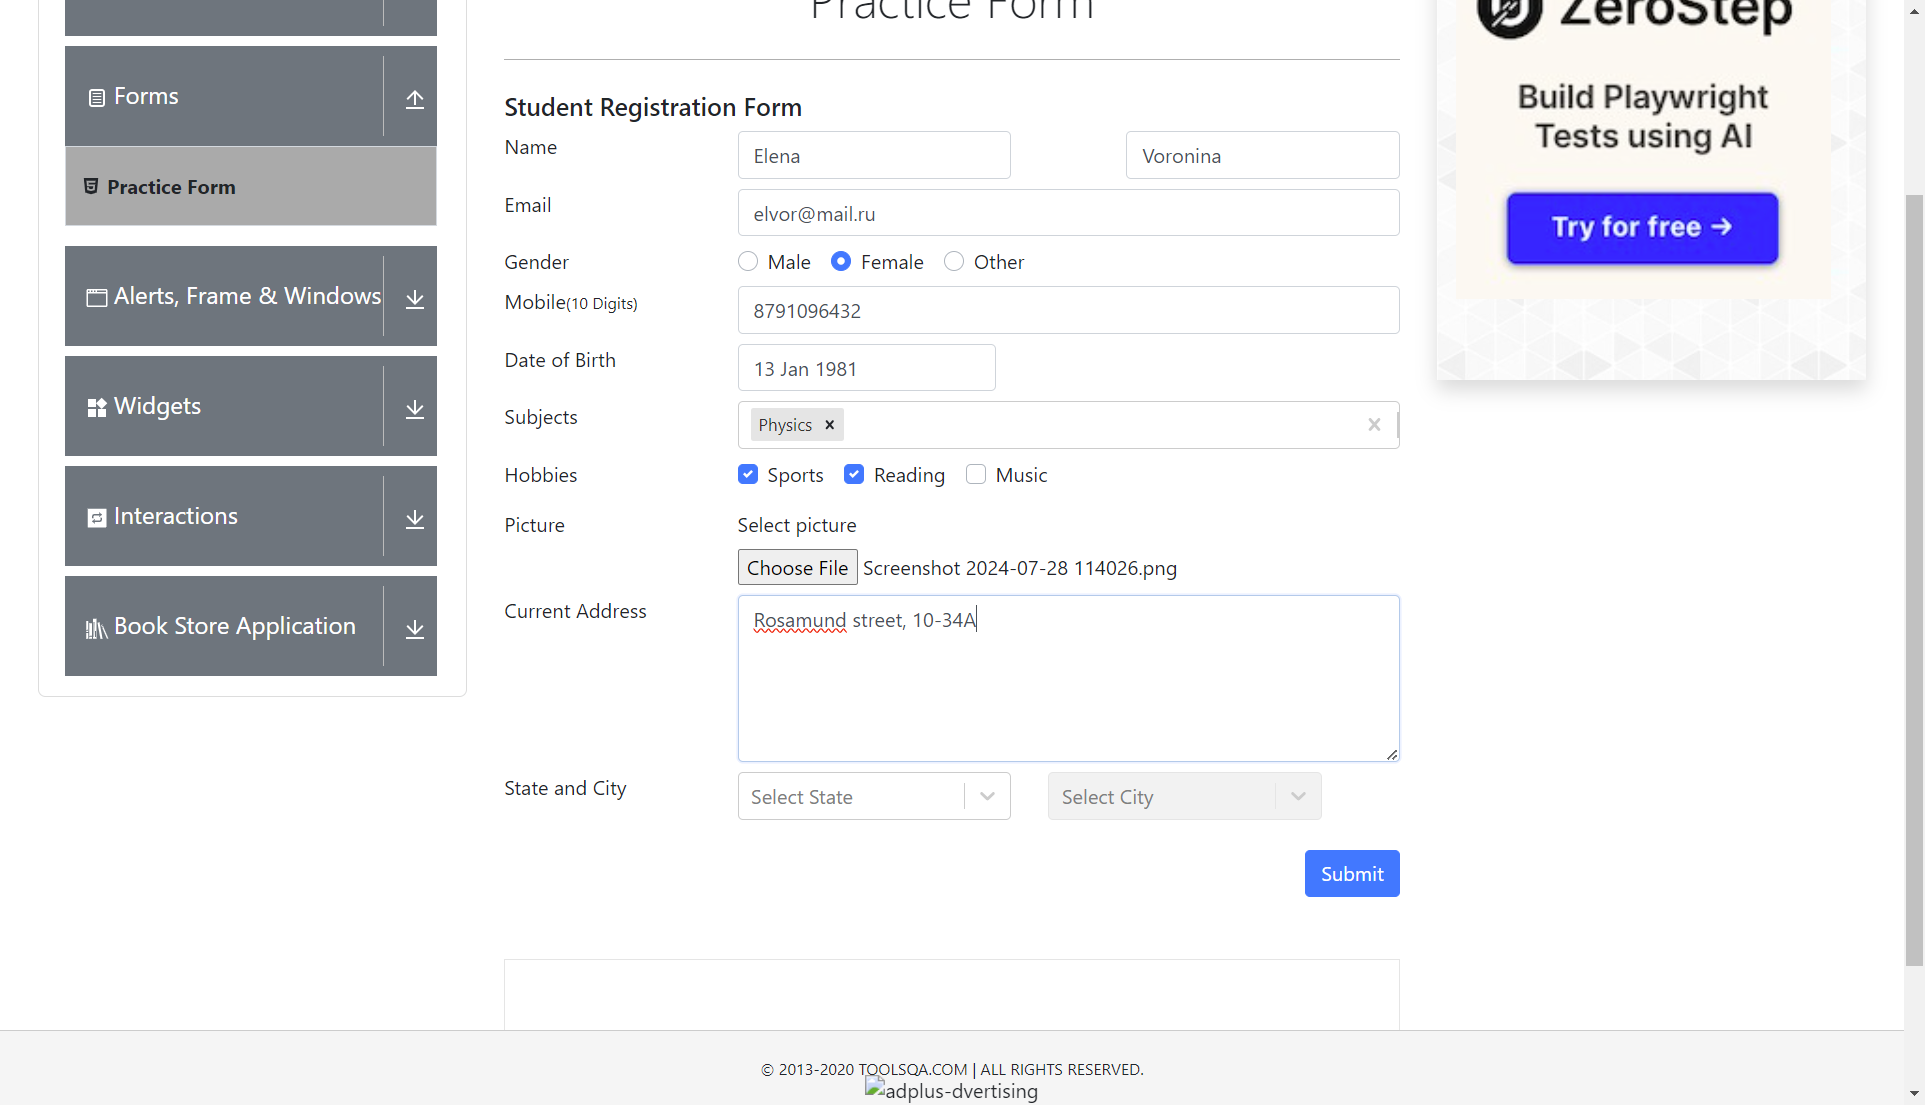 Practice Form
ZeroStep
Forms
Build Playwright
Tests using AI
Student Registration Form
Name
Elena
Voronina
Practice Form
Email
elvor@mail.ru
Try for free →
Gender
Male
Female
Other
Alerts, Frame & Windows
Mobile(10 Digits)
8791096432
Date of Birth
13 Jan 1981
Widgets
Subjects
Physics ×
Hobbies
Sports
Reading
Music
Interactions
Picture
Select picture
Choose File Screenshot 2024-07-28 114026.png
Book Store Application
Current Address
Rosamund street, 10-34A
State and City
Select State
Select City
Submit
© 2013-2020 TOOLSQA.COM | ALL RIGHTS RESERVED.
adplus-dvertising